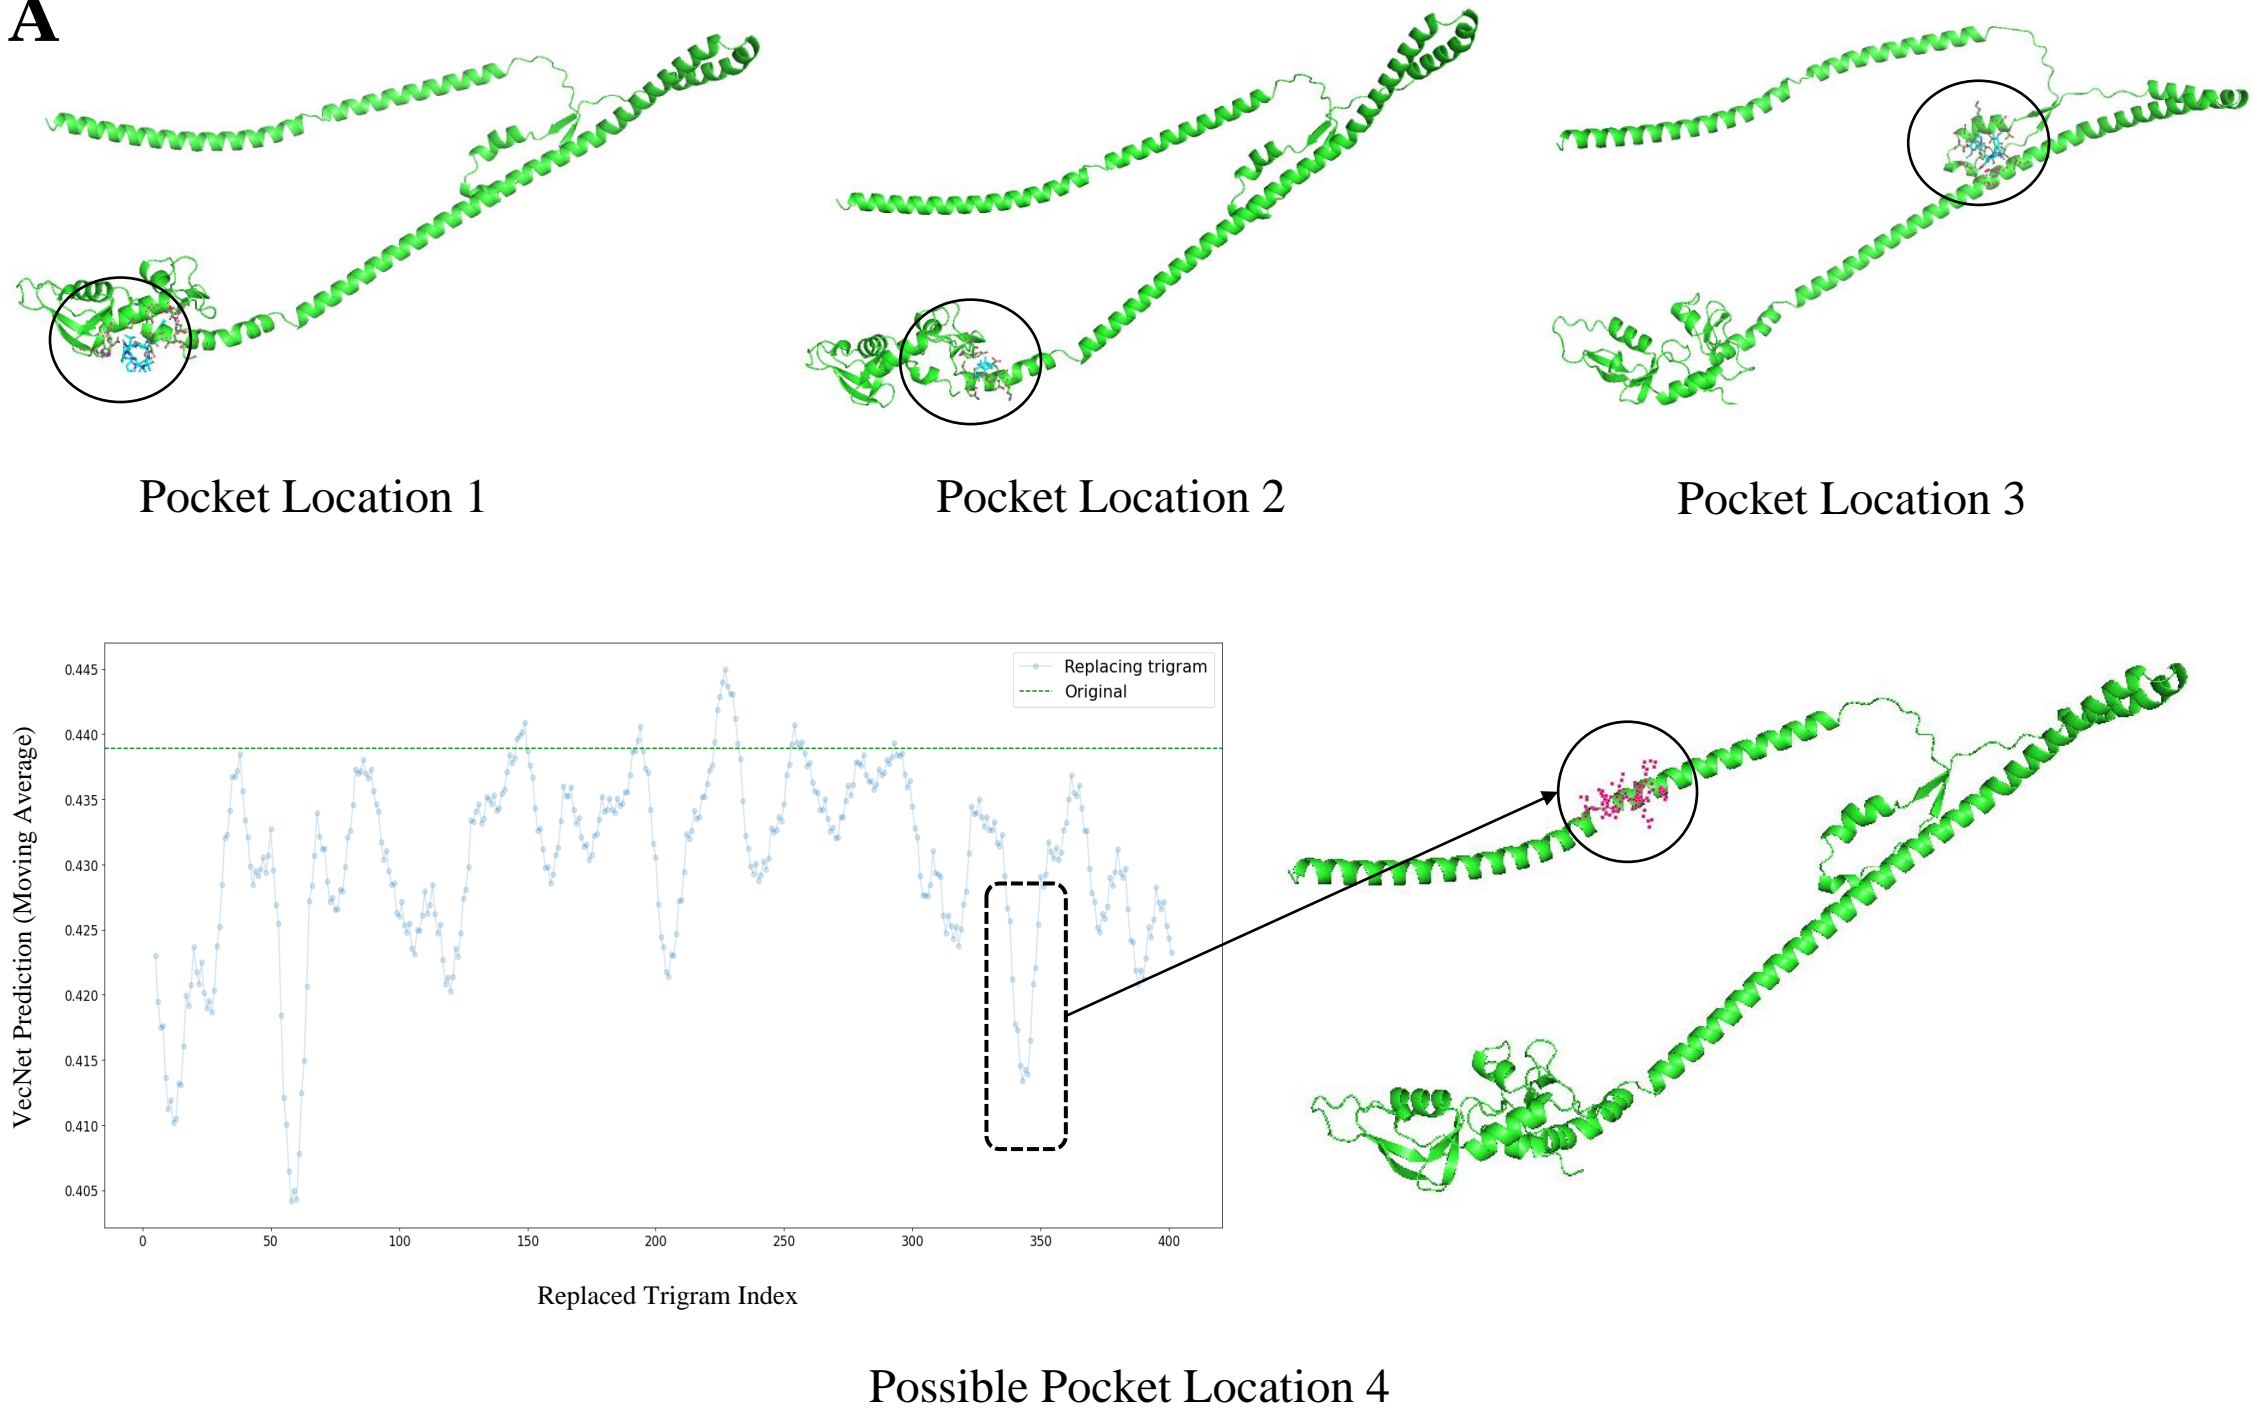 A
Pocket Location 1
Pocket Location 2
Pocket Location 3
VecNet Prediction (Moving Average)
0.445
0.440
0.435
0.430
0.425
0.420
0.415
0.410
0.405
Replacing trigram
Original
0 50 100 150 200 250 300 350 400
Replaced Trigram Index
Possible Pocket Location 4